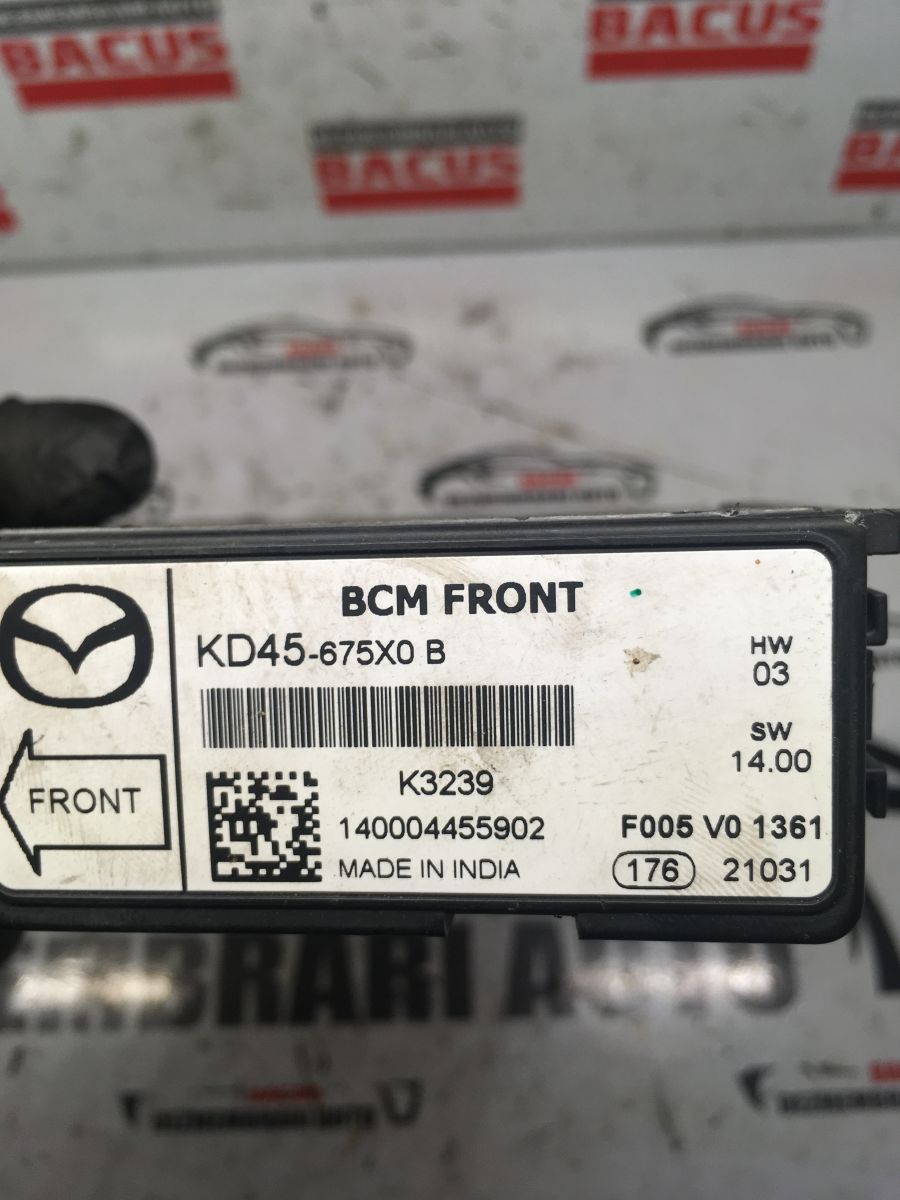 BACUS
BACUS
BACUS
BCM FRONT
KD45-675X0 B
HW
03
SW
14.00
FRONT
K3239
140004455902
MADE IN INDIA
F005 V0 1361
176 21031
AUTO